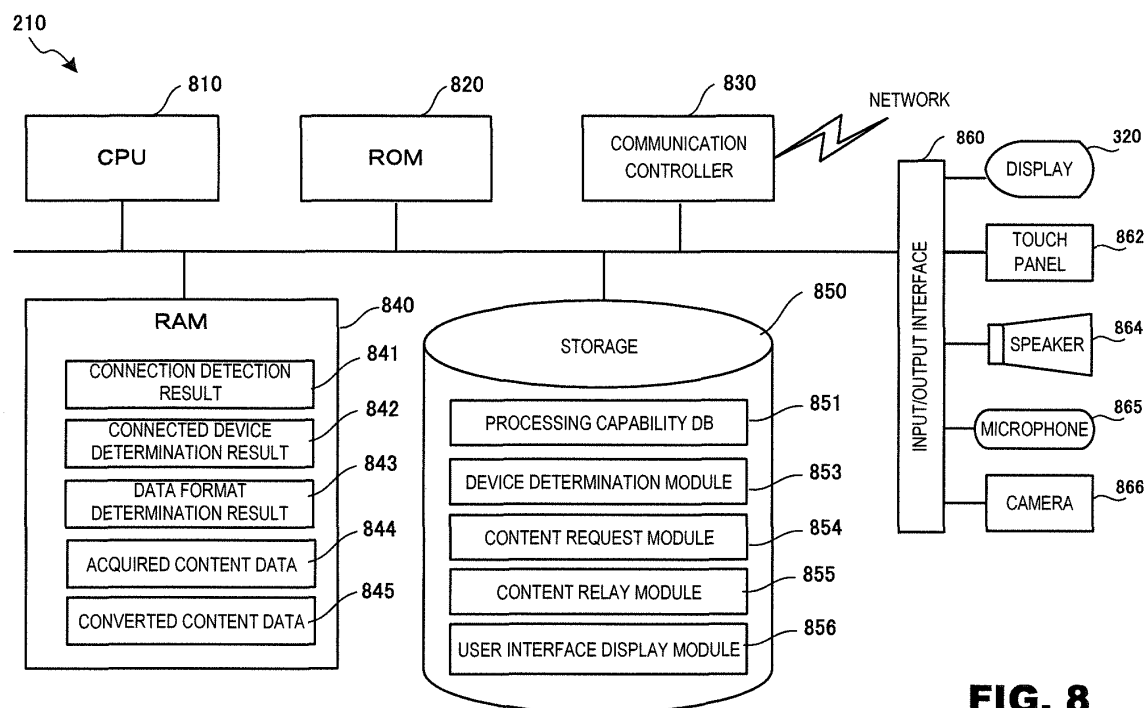 210
810
CPU
820
ROM
830
COMMUNICATION
CONTROLLER
NETWORK
860
INPUT/OUTPUT INTERFACE
320
DISPLAY
TOUCH
PANEL
862
SPEAKER
864
MICROPHONE
865
CAMERA
866
RAM
840
CONNECTION DETECTION
RESULT
841
CONNECTED DEVICE
DETERMINATION RESULT
842
DATA FORMAT
DETERMINATION RESULT
843
ACQUIRED CONTENT DATA
844
CONVERTED CONTENT DATA
845
850
STORAGE
PROCESSING CAPABILITY DB
851
DEVICE DETERMINATION MODULE
853
CONTENT REQUEST MODULE
854
CONTENT RELAY MODULE
855
USER INTERFACE DISPLAY MODULE
856
FIG. 8